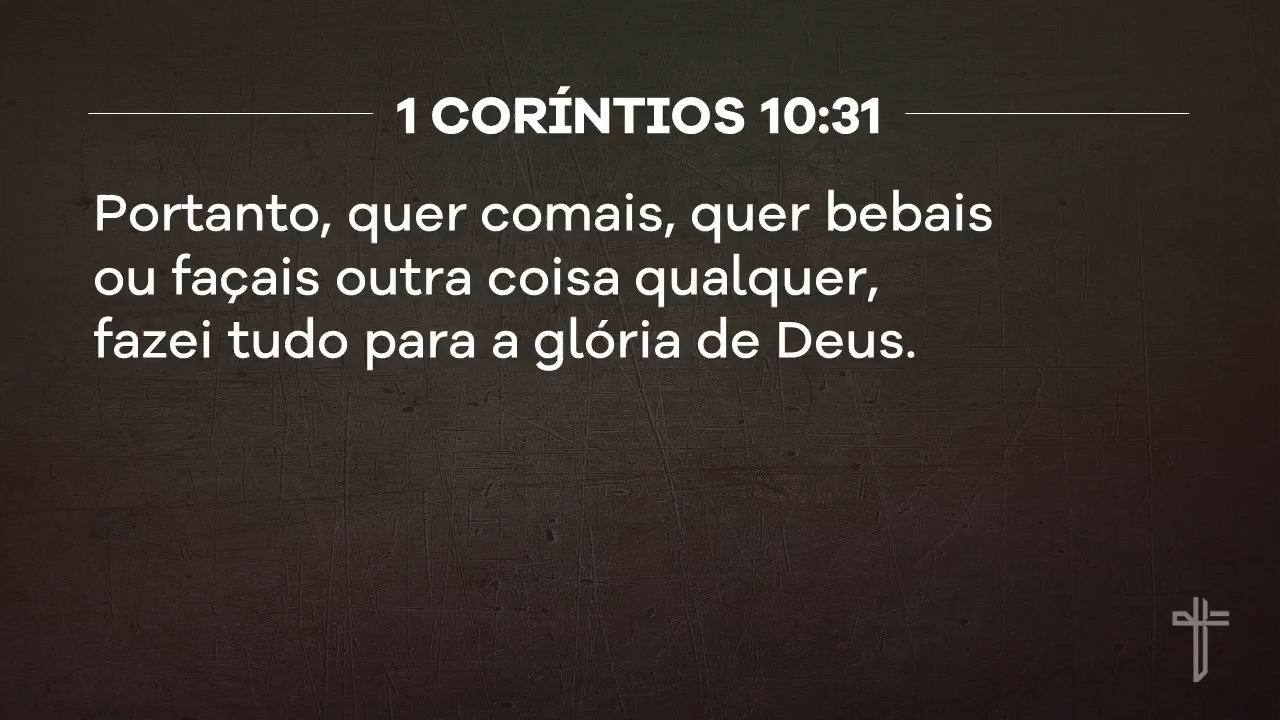 1 CORÍNTIOS 10:31
Portanto, quer comais, quer bebais
ou façais outra coisa qualquer,
fazei tudo para a glória de Deus.